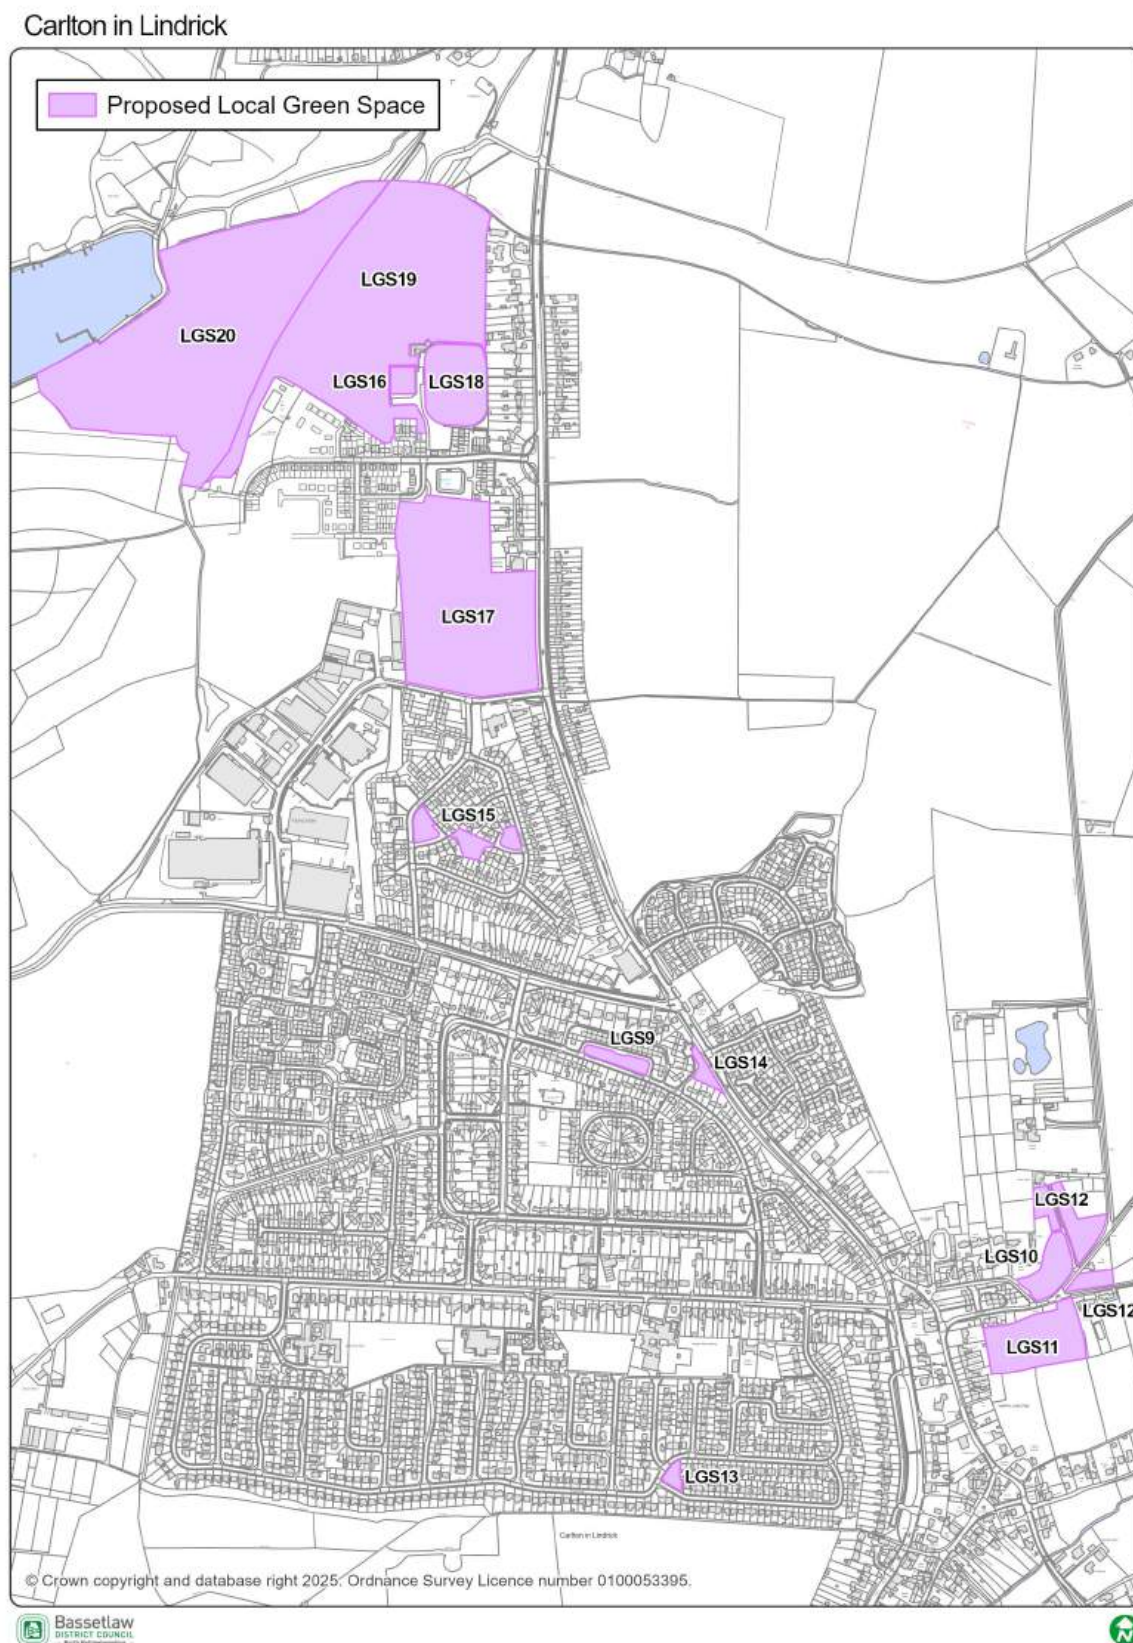 Carlton in Lindrick
Proposed Local Green Space
LGS19
LGS20
LGS16
LGS18
LGS17
LGS15
LGS9
LGS14
LGS12
LGS10
LGS12
LGS11
LGS13
Carlton in Lindrick
© Crown copyright and database right 2025. Ordnance Survey Licence number 0100053395.
Bassetlaw
DISTRICT COUNCIL
N